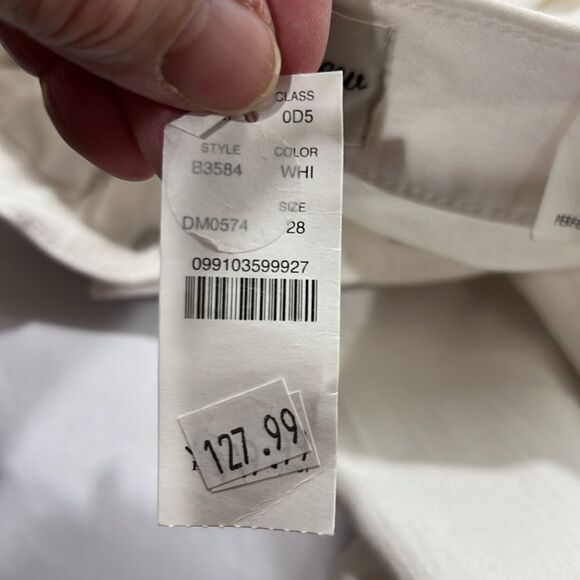 CLASS
0D5
STYLE COLOR
B3584 WHI
SIZE
DM0574 28
099103599927
127.99